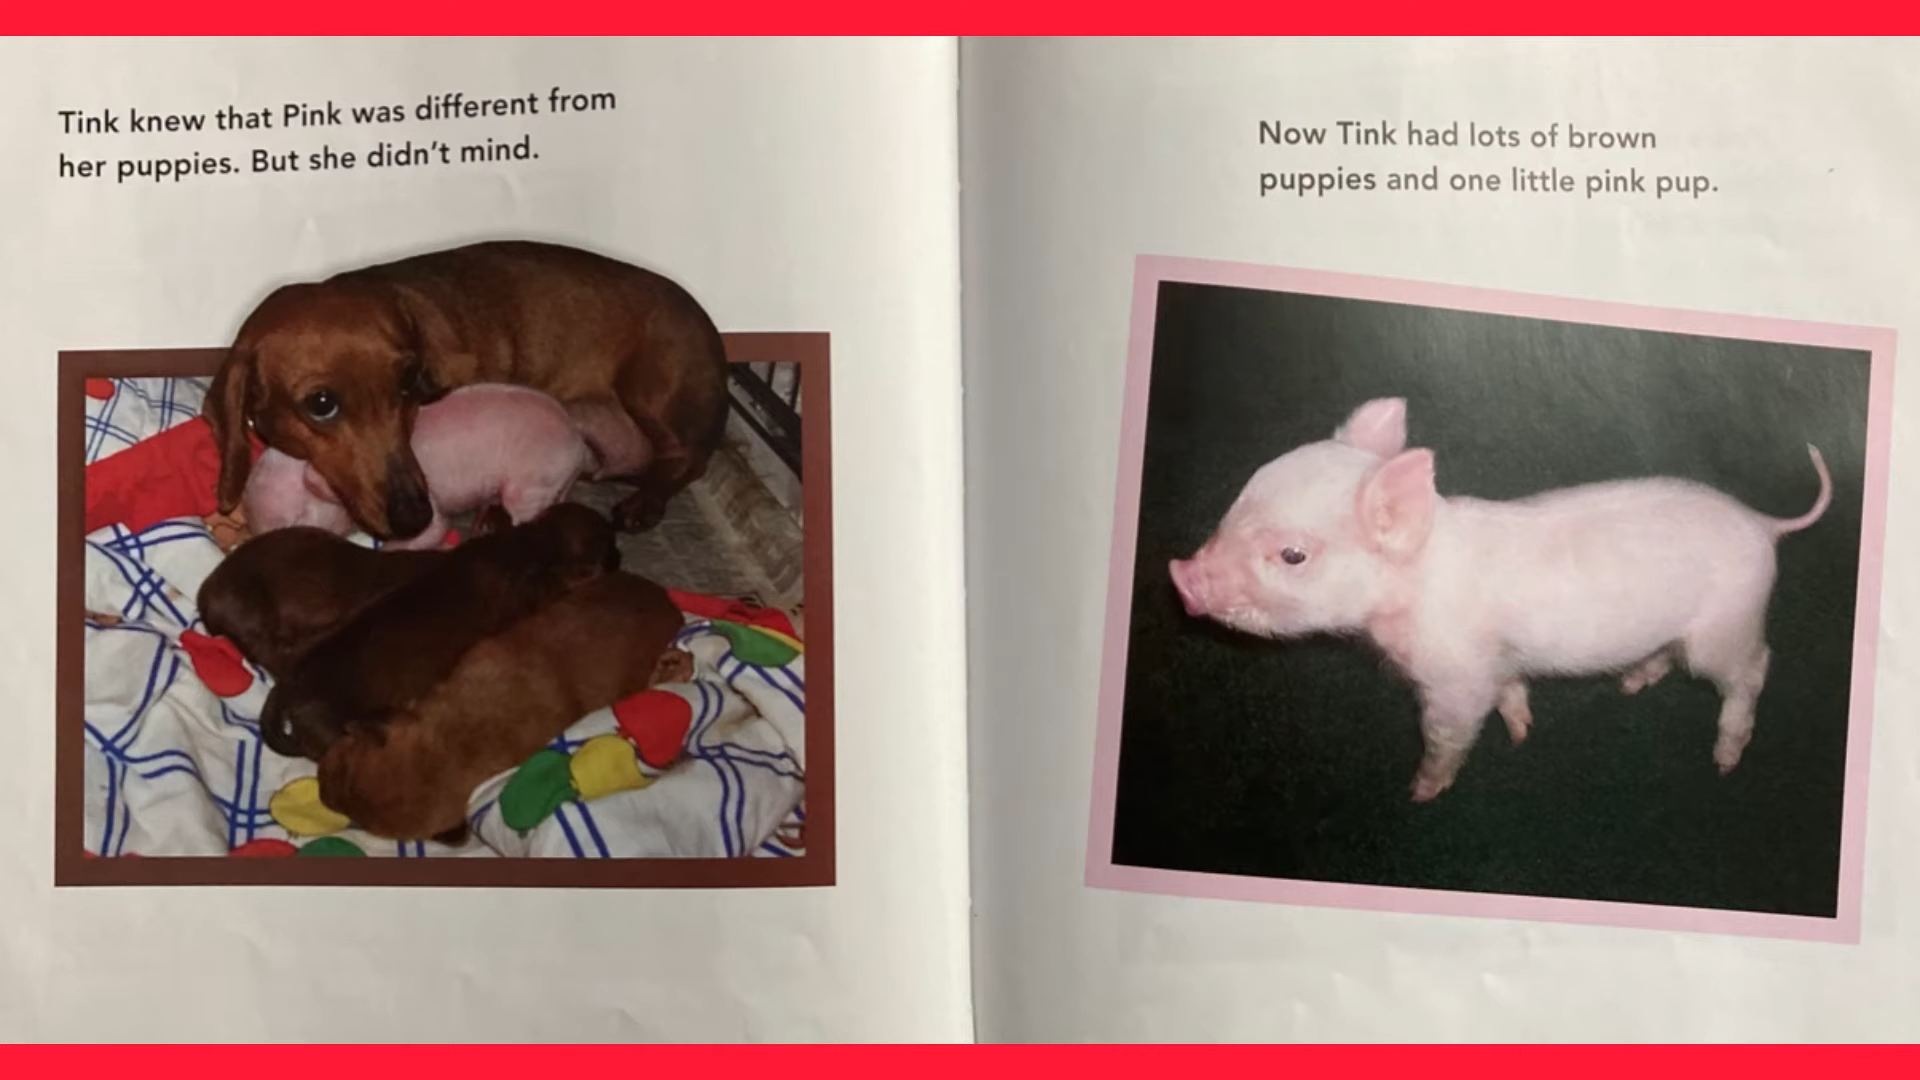 Tink knew that Pink was different from
her puppies. But she didn't mind.
Now Tink had lots of brown
puppies and one little pink pup.